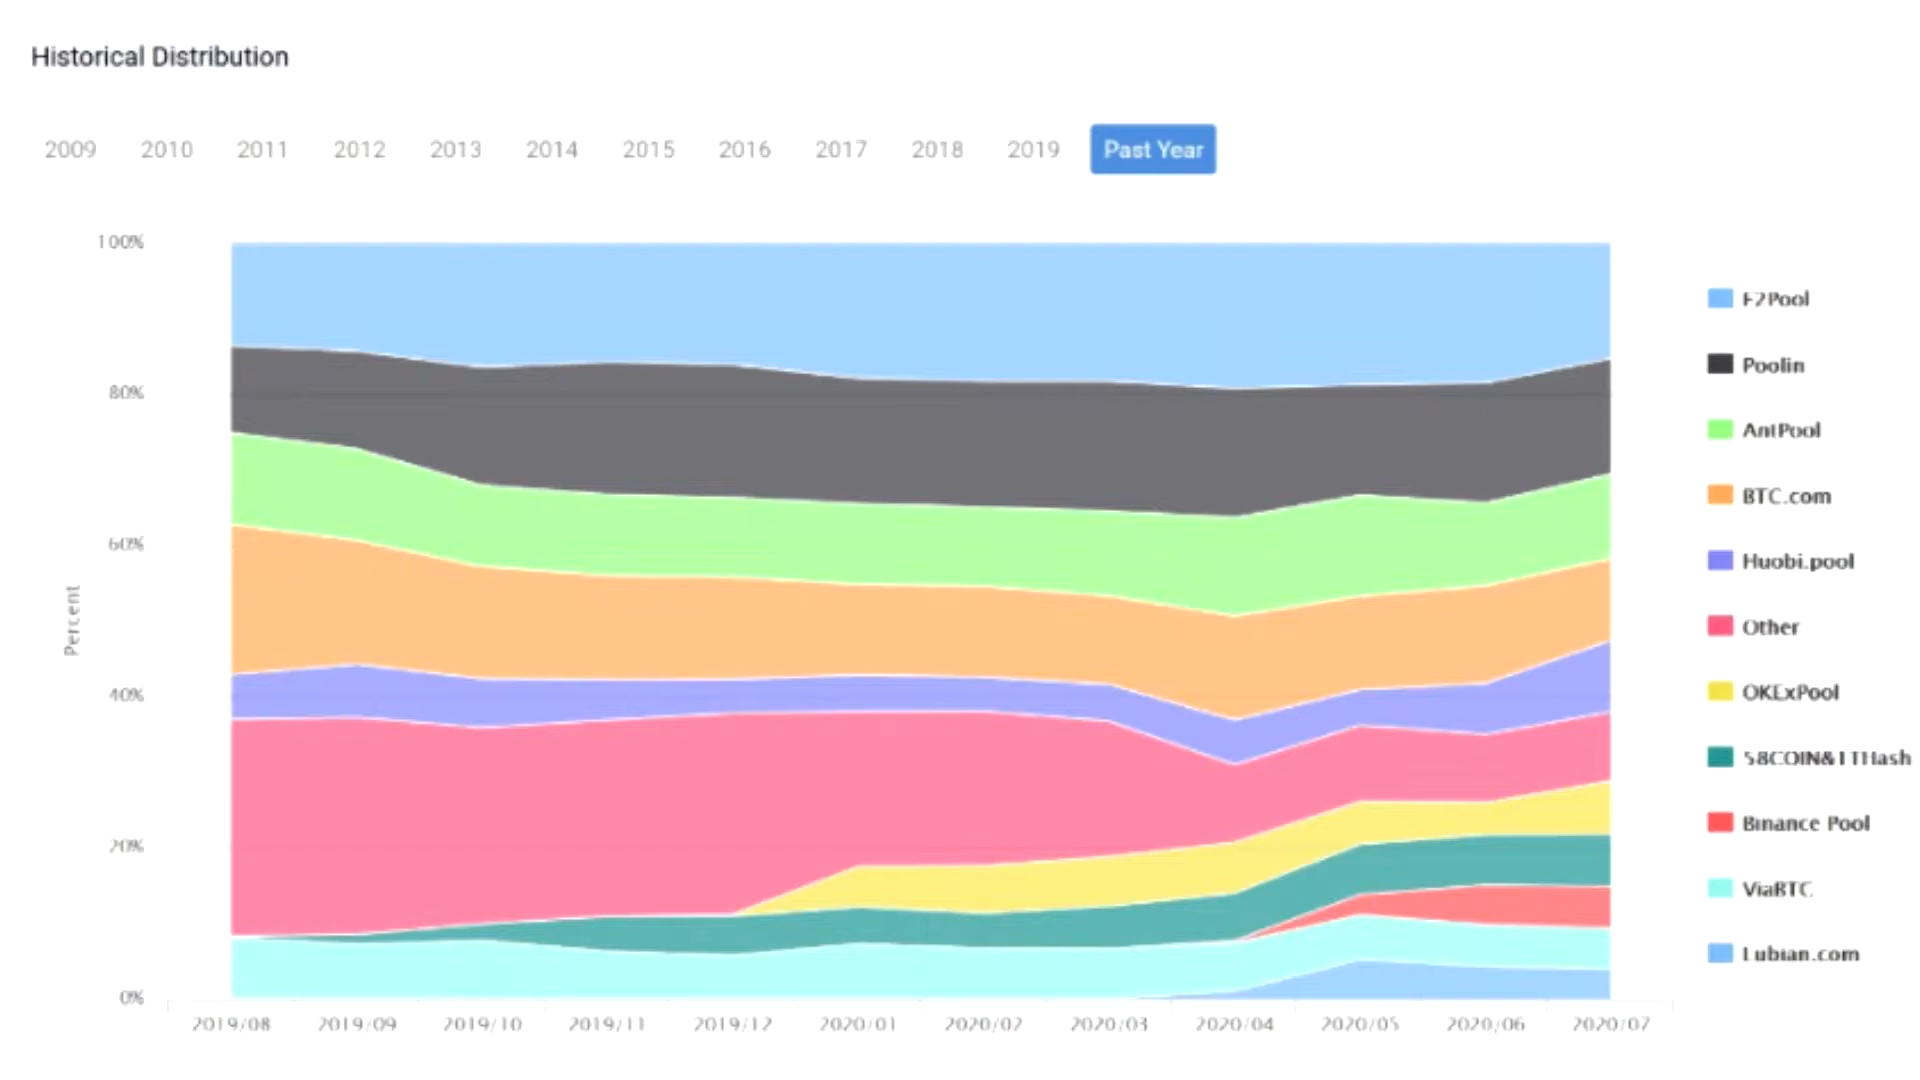 Historical Distribution
2009 2010 2011 2012 2013 2014 2015 2016 2017 2018 2019 Past Year
100%
80%
60%
40%
20%
0%
Percent
2019/08 2019/09 2019/10 2019/11 2019/12 2020/01 2020/02 2020/03 2020/04 2020/05 2020/06 2020/07
F2Pool
Poolin
AntPool
BTC.com
Huobi.pool
Other
OKExPool
58COIN&1THash
Binance Pool
ViaBTC
Lubian.com